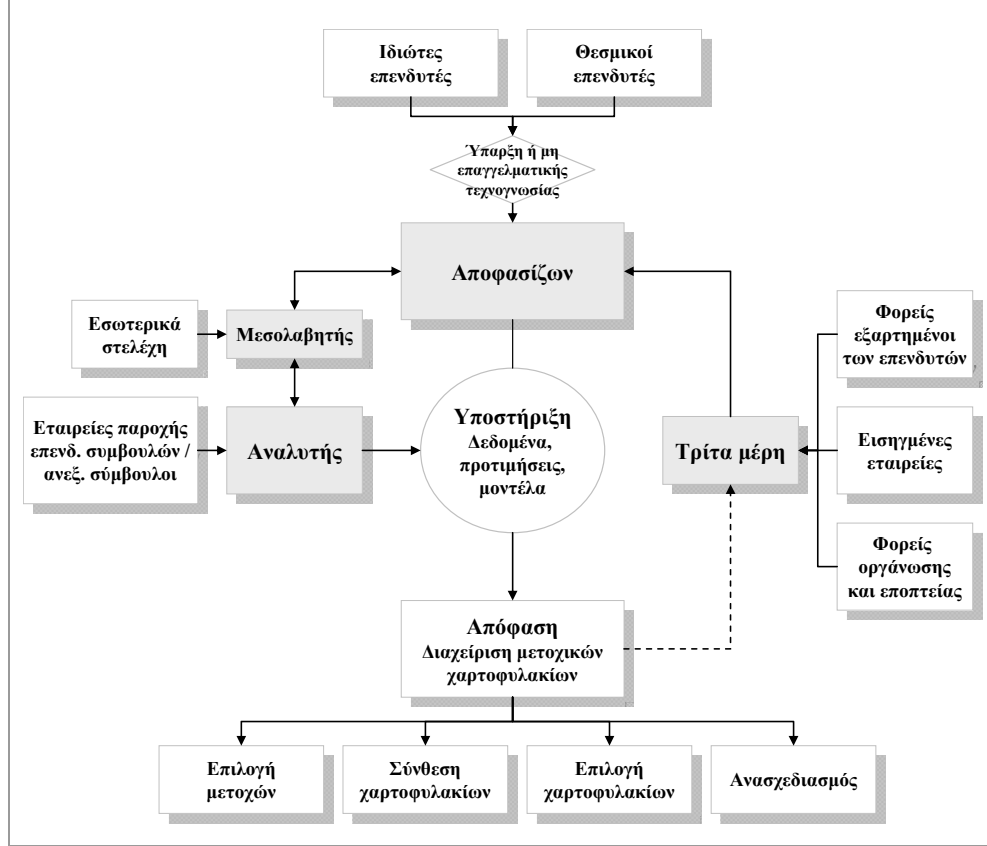 Ιδιώτες
επενδυτές
Θεσμικοί
επενδυτές
Ύπαρξη ή μη
επαγγελματικής
τεχνογνωσίας
Αποφασίζων
Εσωτερικά
στελέχη
Μεσολαβητής
Φορείς
εξαρτημένοι
των επενδυτών
Εταιρείες παροχής
επενδ. συμβουλών /
ανεξ. σύμβουλοι
Αναλυτής
Υποστήριξη
Δεδομένα,
προτιμήσεις,
μοντέλα
Τρίτα μέρη
Εισηγμένες
εταιρείες
Φορείς
οργάνωσης
και εποπτείας
Απόφαση
Διαχείριση μετοχικών
χαρτοφυλακίων
Επιλογή
μετοχών
Σύνθεση
χαρτοφυλακίων
Επιλογή
χαρτοφυλακίων
Ανασχεδιασμός